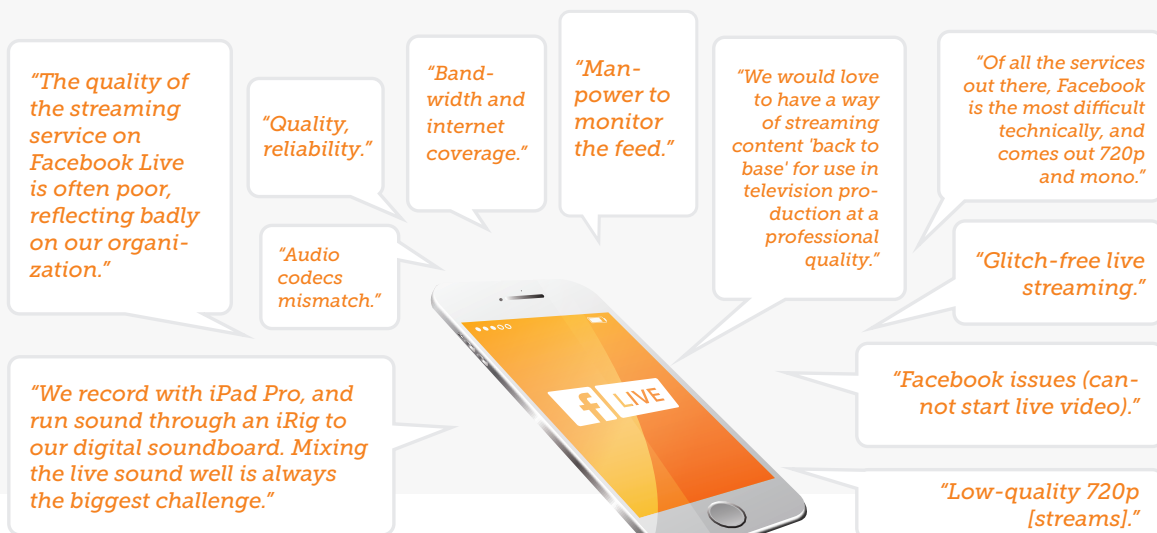 “The quality of
the streaming
service on
Facebook Live
is often poor,
reflecting badly
on our organi-
zation.”
“Quality,
reliability.”
“Band-
width and
internet
coverage.”
“Man-
power to
monitor
the feed.”
“We would love
to have a way
of streaming
content 'back to
base' for use in
television pro-
duction at a
professional
quality.”
“Of all the services
out there, Facebook
is the most difficult
technically, and
comes out 720p
and mono.”
“Audio
codecs
mismatch.”
“Glitch-free live
streaming.”
“We record with iPad Pro, and
run sound through an iRig to
our digital soundboard. Mixing
the live sound well is always
the biggest challenge.”
f LIVE
“Facebook issues (can-
not start live video).”
“Low-quality 720p
[streams].”